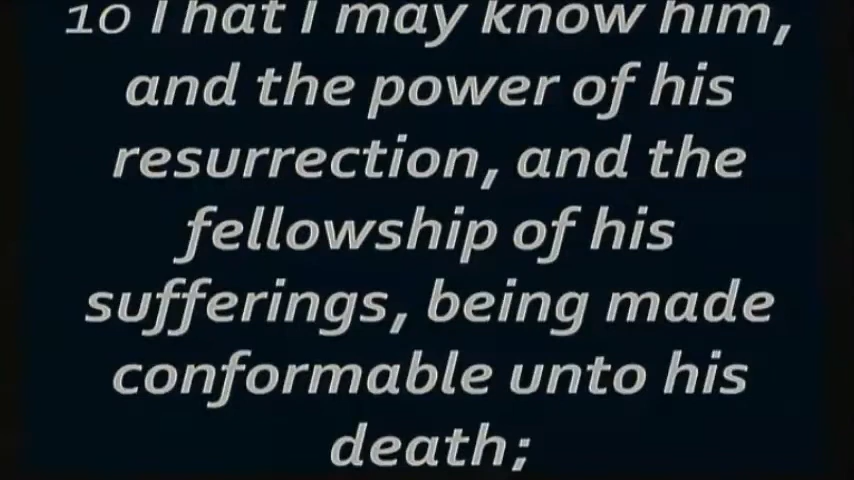 10 That I may know him,
and the power of his
resurrection, and the
fellowship of his
sufferings, being made
conformable unto his
death;